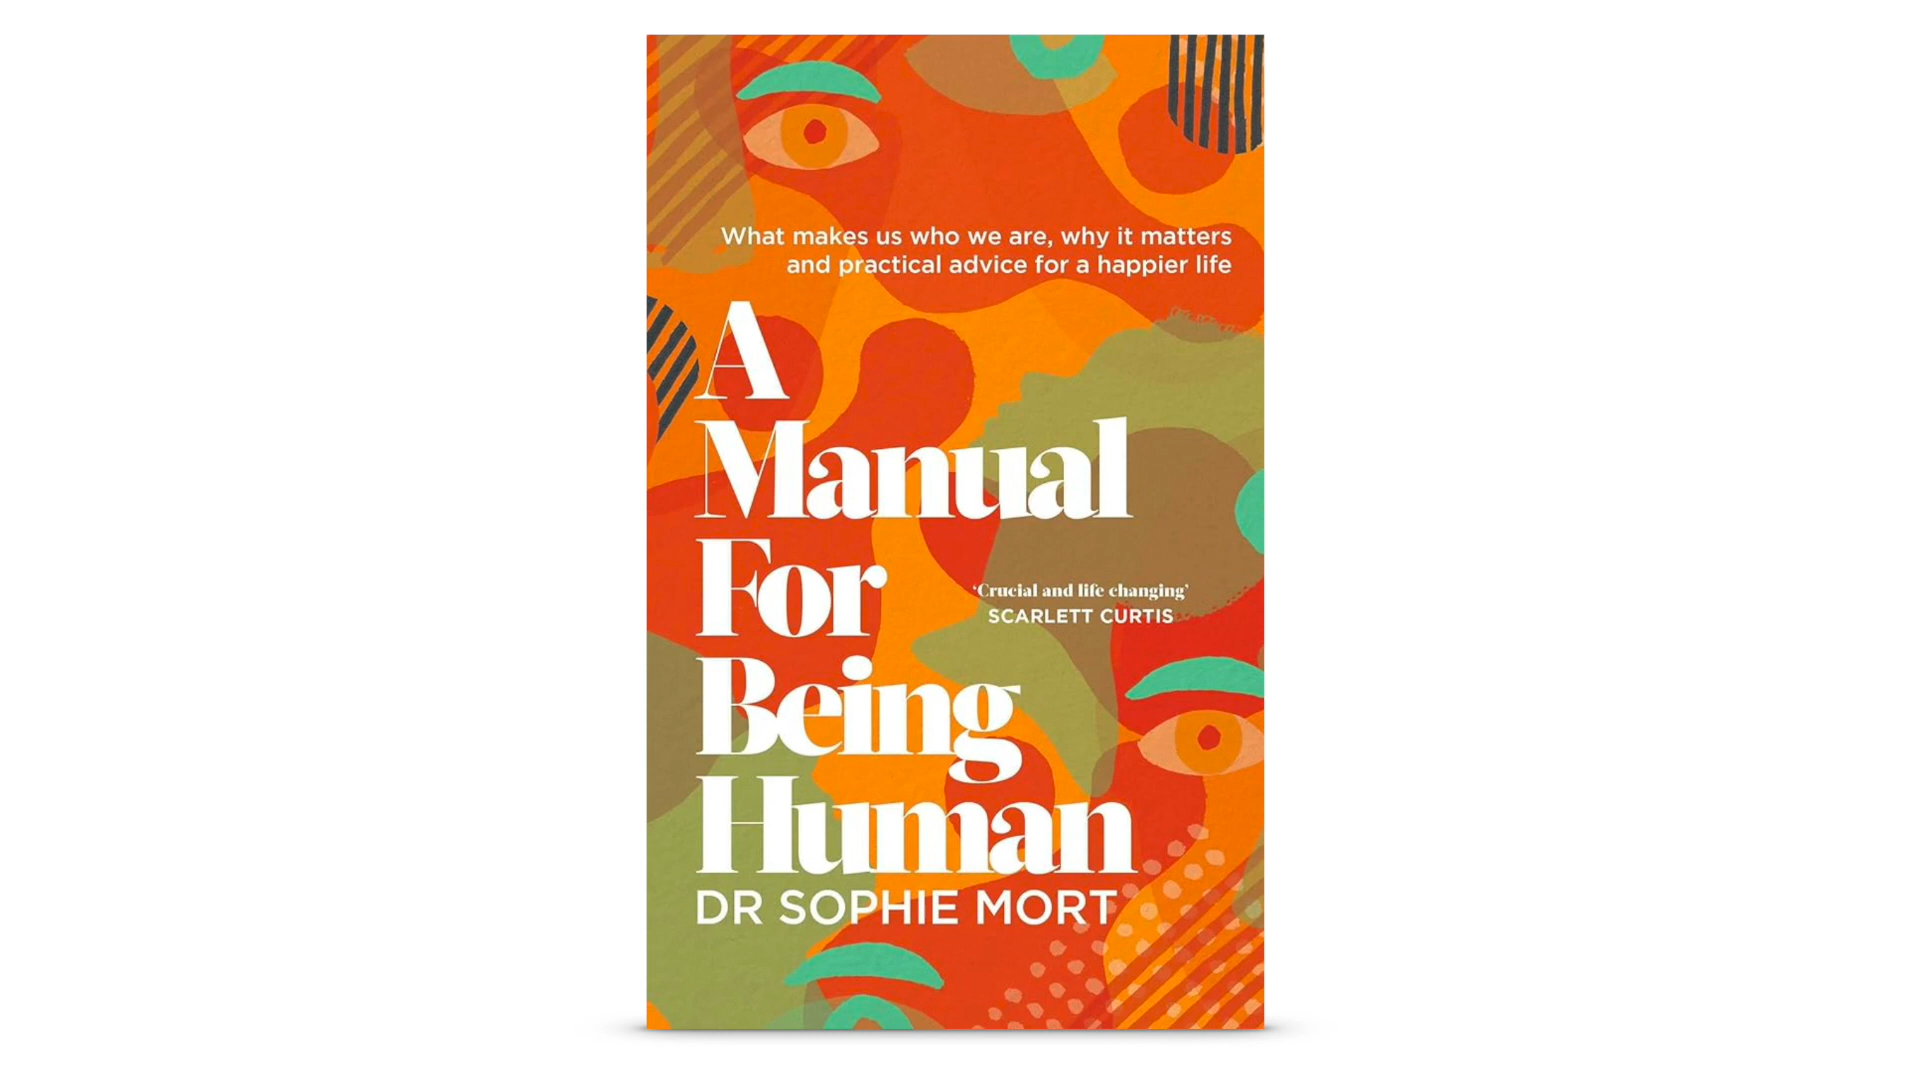 What makes us who we are, why it matters
and practical advice for a happier life
A
Manual
For
Being
Human
‘Crucial and life changing’
SCARLETT CURTIS
DR SOPHIE MORT